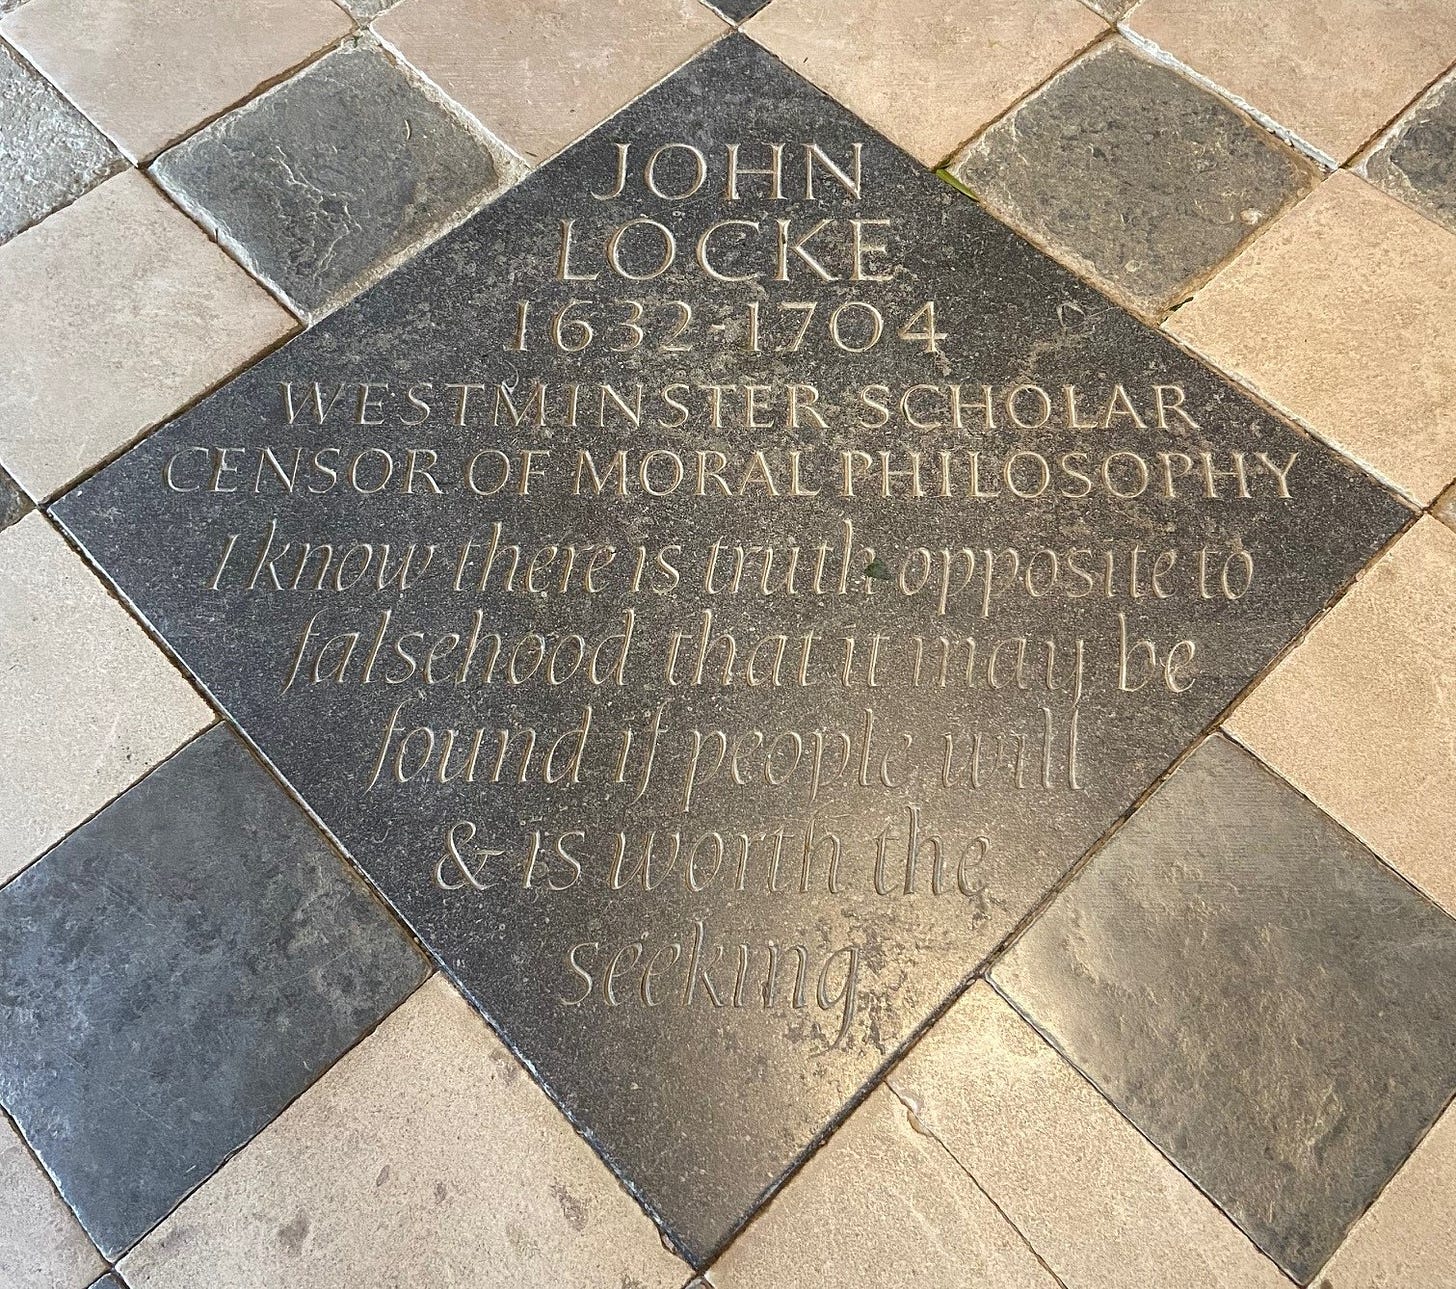 JOHN
LOCKE
1632-1704
WESTMINSTER SCHOLAR
CENSOR OF MORAL PHILOSOPHY
I know there is truth opposite to
falsehood that it may be
found if people will
& is worth the
seeking